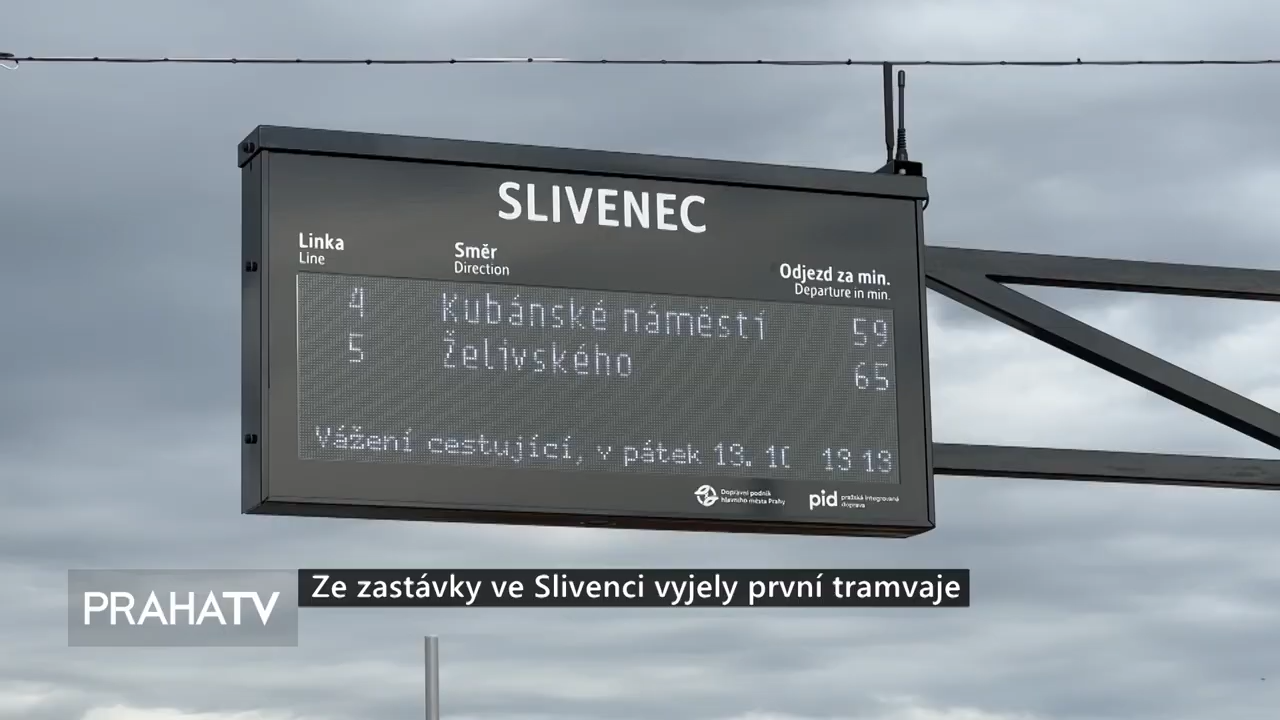 SLIVENEC
Linka
Line
Směr
Direction
Odjezd za min.
Departure in min.
4 Kubánské náměstí 59
5 Želivského 65
Vážení cestující, v pátek 13. 10 13 13
Dopravní podnik
hlavního města Prahy
pid pražská integrovaná
doprava
PRAHATV
Ze zastávky ve Slivenci vyjely první tramvaje